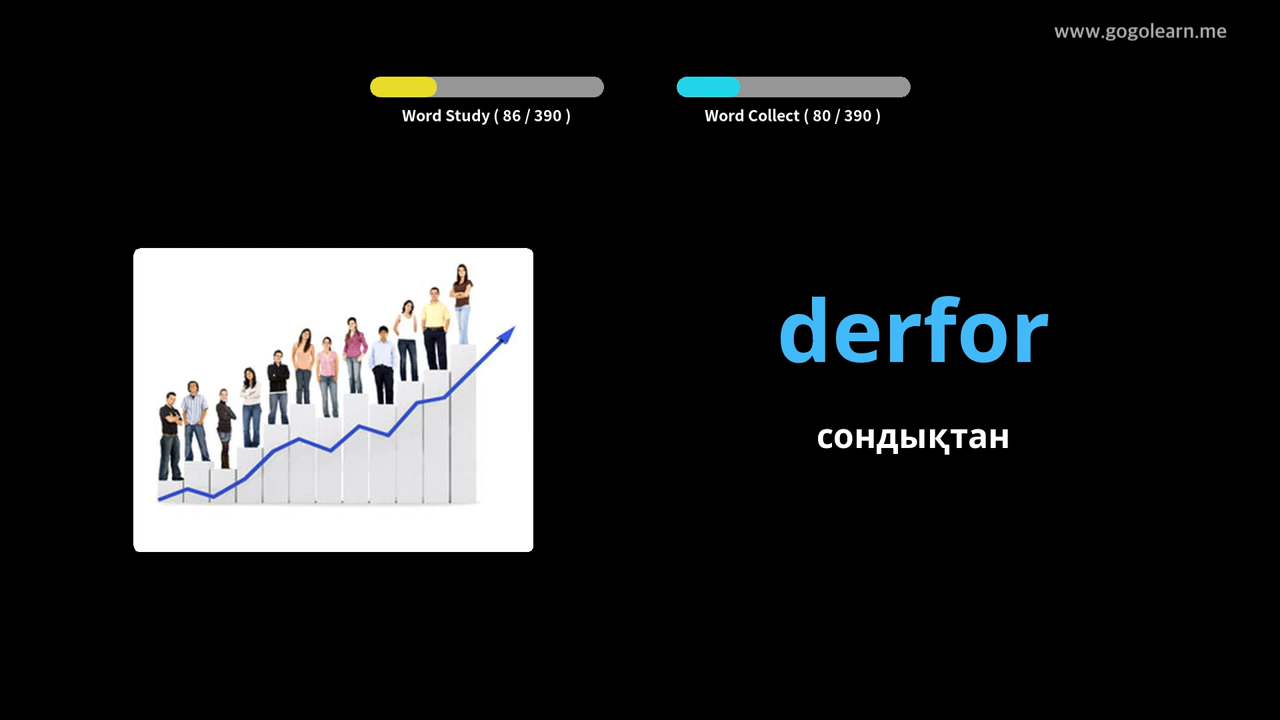 www.gogolearn.me
Word Study ( 86 / 390 )
Word Collect ( 80 / 390 )
derfor
сондықтан